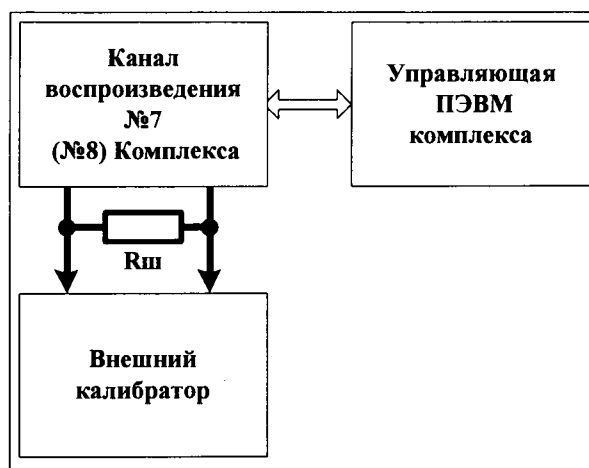 Канал
воспроизведения
№7
(№8) Комплекса
Управляющая
ПЭВМ
комплекса
Rш
Внешний
калибратор